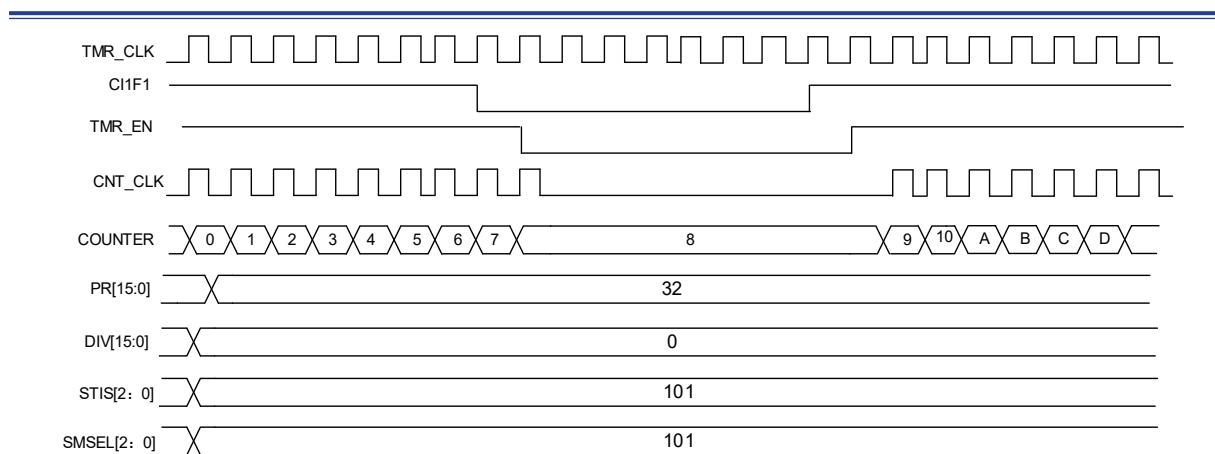 TMR_CLK
CI1F1
TMR_EN
CNT_CLK
COUNTER 0 1 2 3 4 5 6 7 8 9 10 A B C D
PR[15:0] 32
DIV[15:0] 0
STIS[2：0] 101
SMSEL[2：0] 101